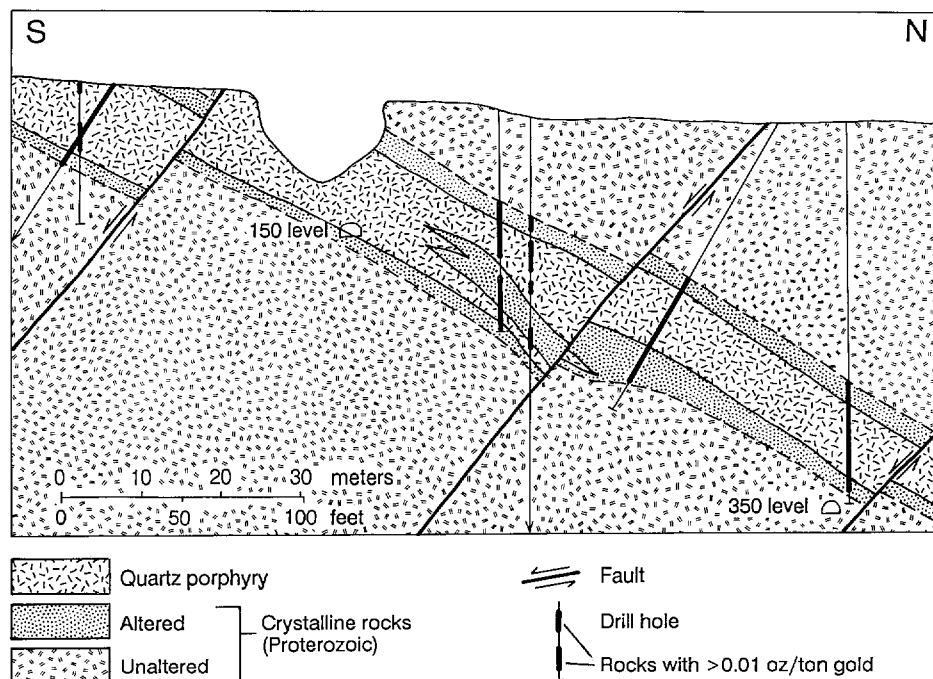 S N
150 level
0 10 20 30 meters
0 50 100 feet
350 level
Quartz porphyry
Altered
Unaltered
Crystalline rocks
(Proterozoic)
Fault
Drill hole
Rocks with >0.01 oz/ton gold